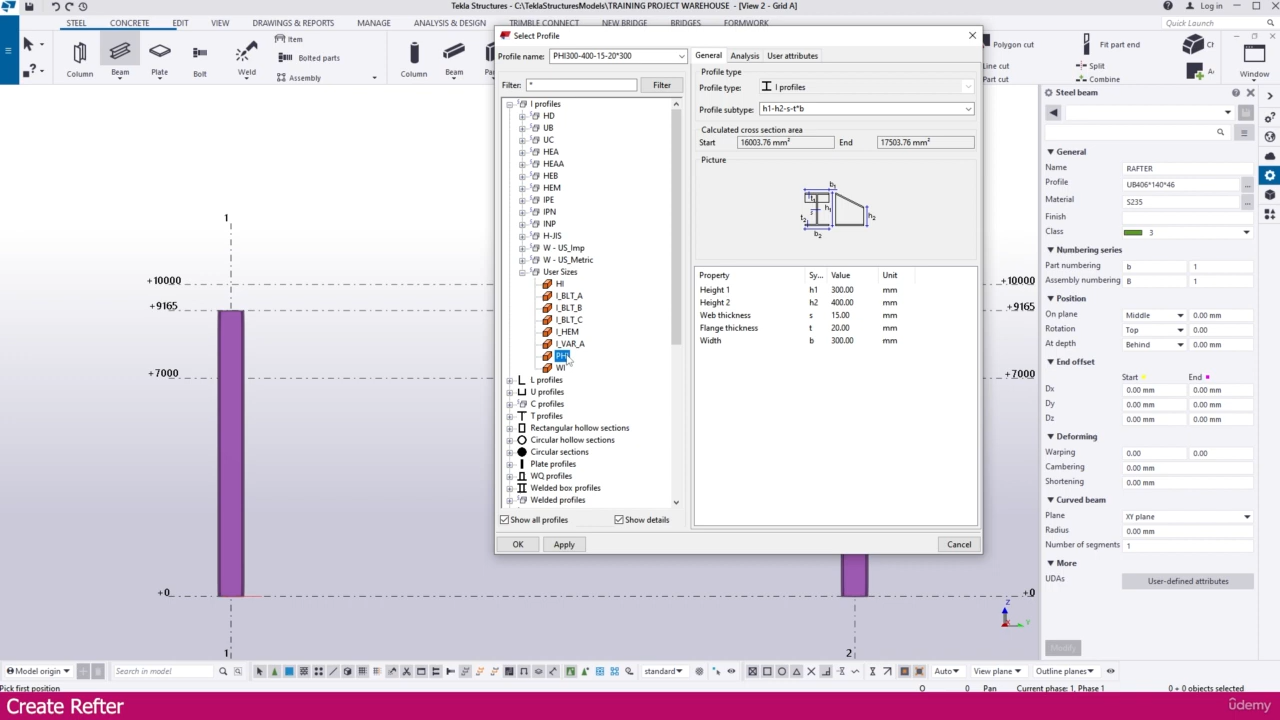 Tekla Structures - C:\TeklaStructuresModels\TRAINING PROJECT WAREHOUSE - [View 2 - Grid A]
Log in
STEEL CONCRETE EDIT VIEW DRAWINGS & REPORTS MANAGE ANALYSIS & DESIGN TRIMBLE CONNECT NEW BRIDGE BRIDGES FORMWORK
Quick Launch
Column
Beam
Plate
Bolt
Weld
Item
Bolted parts
Assembly
Column
Beam
Polygon cut
Line cut
Part cut
Fit part end
Split
Combine
Window
Select Profile
Profile name: PHI300-400-15-20*300
Filter: *
Filter
I profiles
HD
UB
UC
HEA
HEAA
HEB
HEM
IPE
IPN
INP
H-JIS
W - US_Imp
W - US_Metric
User Sizes
HI
I_BLT_A
I_BLT_B
I_BLT_C
I_HEM
I_VAR_A
PHI
WI
L profiles
U profiles
C profiles
T profiles
Rectangular hollow sections
Circular hollow sections
Circular sections
Plate profiles
WQ profiles
Welded box profiles
Welded profiles
Show all profiles
Show details
OK
Apply
Cancel
General Analysis User attributes
Profile type
Profile type: I profiles
Profile subtype: h1-h2-s-t*b
Calculated cross section area
Start 16003.76 mm² End 17503.76 mm²
Picture
b1
h1
h2
b2
Property Sy... Value Unit
Height 1 h1 300.00 mm
Height 2 h2 400.00 mm
Web thickness s 15.00 mm
Flange thickness t 20.00 mm
Width b 300.00 mm
Steel beam
General
Name RAFTER
Profile UB406*140*46
Material S235
Finish
Class 3
Numbering series
Part numbering b 1
Assembly numbering B 1
Position
On plane Middle 0.00 mm
Rotation Top 0.00
At depth Behind 0.00 mm
End offset
Start End
Dx 0.00 mm 0.00 mm
Dy 0.00 mm 0.00 mm
Dz 0.00 mm 0.00 mm
Deforming
Warping 0.00 0.00
Cambering 0.00 mm
Shortening 0.00 mm
Curved beam
Plane XY plane
Radius 0.00 mm
Number of segments 1
More
UDAs User-defined attributes
Modify
1
+10000 +10000
+9165 +9165
+7000 +7000
+0 +0
1 2
Model origin
Search in model
standard
Auto
View plane
Outline planes
Pick first position
O 0 Pan Current phase: 1, Phase 1 0 + 0 objects selected
Create Refter
ûdemy